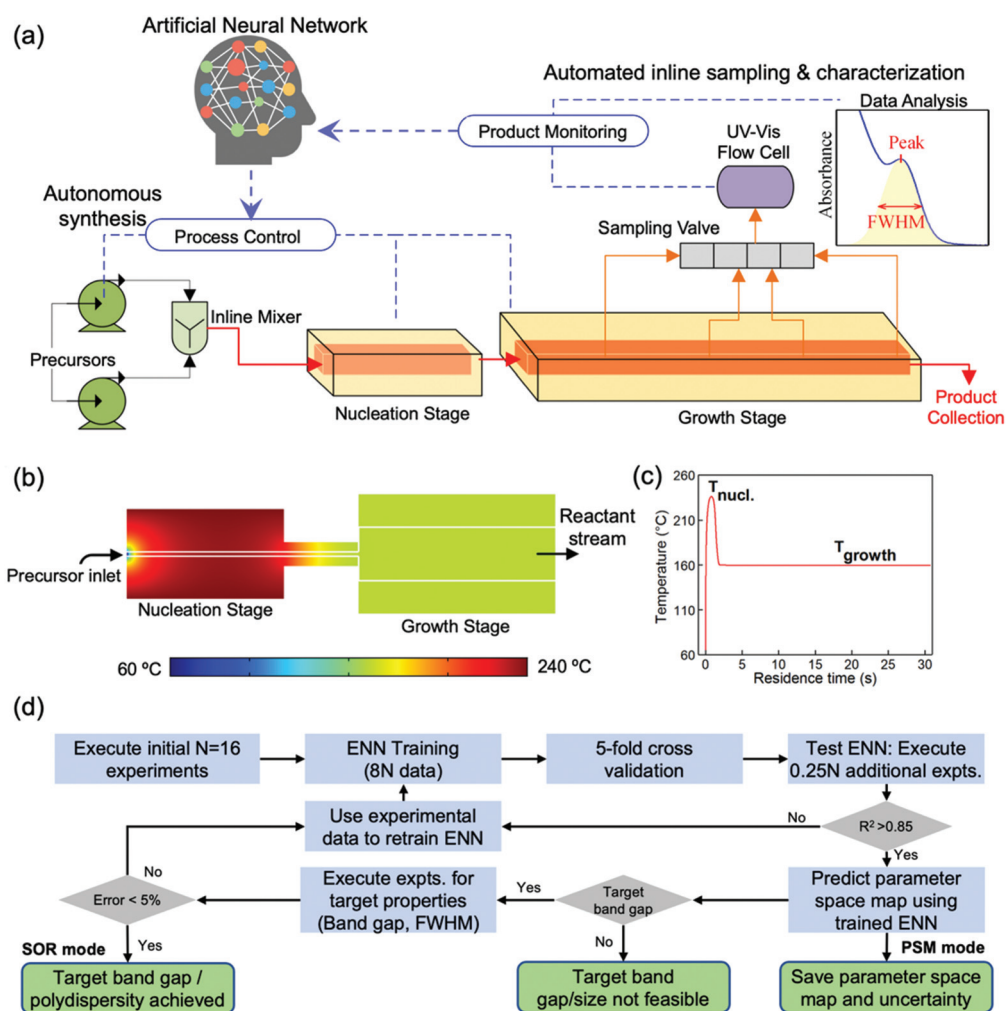 (a)
Artificial Neural Network
Automated inline sampling & characterization
Data Analysis
Product Monitoring
UV-Vis
Flow Cell
Absorbance
Peak
FWHM
Autonomous
synthesis
Process Control
Sampling Valve
Inline Mixer
Precursors
Nucleation Stage
Growth Stage
Product
Collection
(b)
Precursor inlet
Nucleation Stage
Growth Stage
Reactant
stream
60 ºC
240 ºC
(c)
Temperature (°C)
260
210
160
110
60
Tnucl.
Tgrowth
0 5 10 15 20 25 30
Residence time (s)
(d)
Execute initial N=16
experiments
ENN Training
(8N data)
5-fold cross
validation
Test ENN: Execute
0.25N additional expts.
Use experimental
data to retrain ENN
No
R² >0.85
Yes
No
Error < 5%
Execute expts. for
target properties
(Band gap, FWHM)
Yes
Target
band gap
Predict parameter
space map using
trained ENN
SOR mode
Yes
No
PSM mode
Target band gap /
polydispersity achieved
Target band
gap/size not feasible
Save parameter space
map and uncertainty